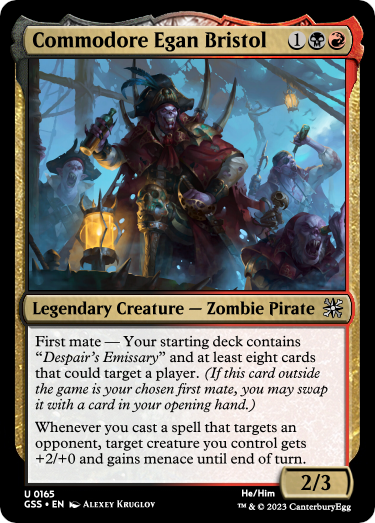 Commodore Egan Bristol 1
Legendary Creature — Zombie Pirate
First mate — Your starting deck contains
“Despair’s Emissary” and at least eight cards
that could target a player. (If this card outside
the game is your chosen first mate, you may swap
it with a card in your opening hand.)
Whenever you cast a spell that targets an
opponent, target creature you control gets
+2/+0 and gains menace until end of turn.
2/3
U 0165 He/Him
GSS • EN Alexey Kruglov ™ & © 2023 CanterburyEgg